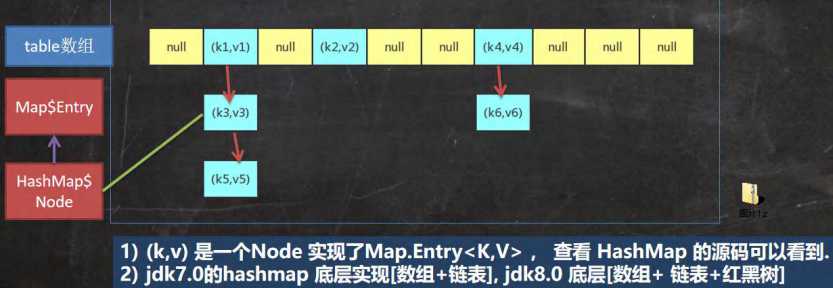 table数组
null (k1,v1) null (k2,v2) null null (k4,v4) null null null
Map$Entry
(k3,v3) (k6,v6)
HashMap$
Node
(k5,v5)
1) (k,v) 是一个Node 实现了Map.Entry<K,V> ， 查看 HashMap 的源码可以看到.
2) jdk7.0的hashmap 底层实现[数组+链表], jdk8.0 底层[数组+ 链表+红黑树]